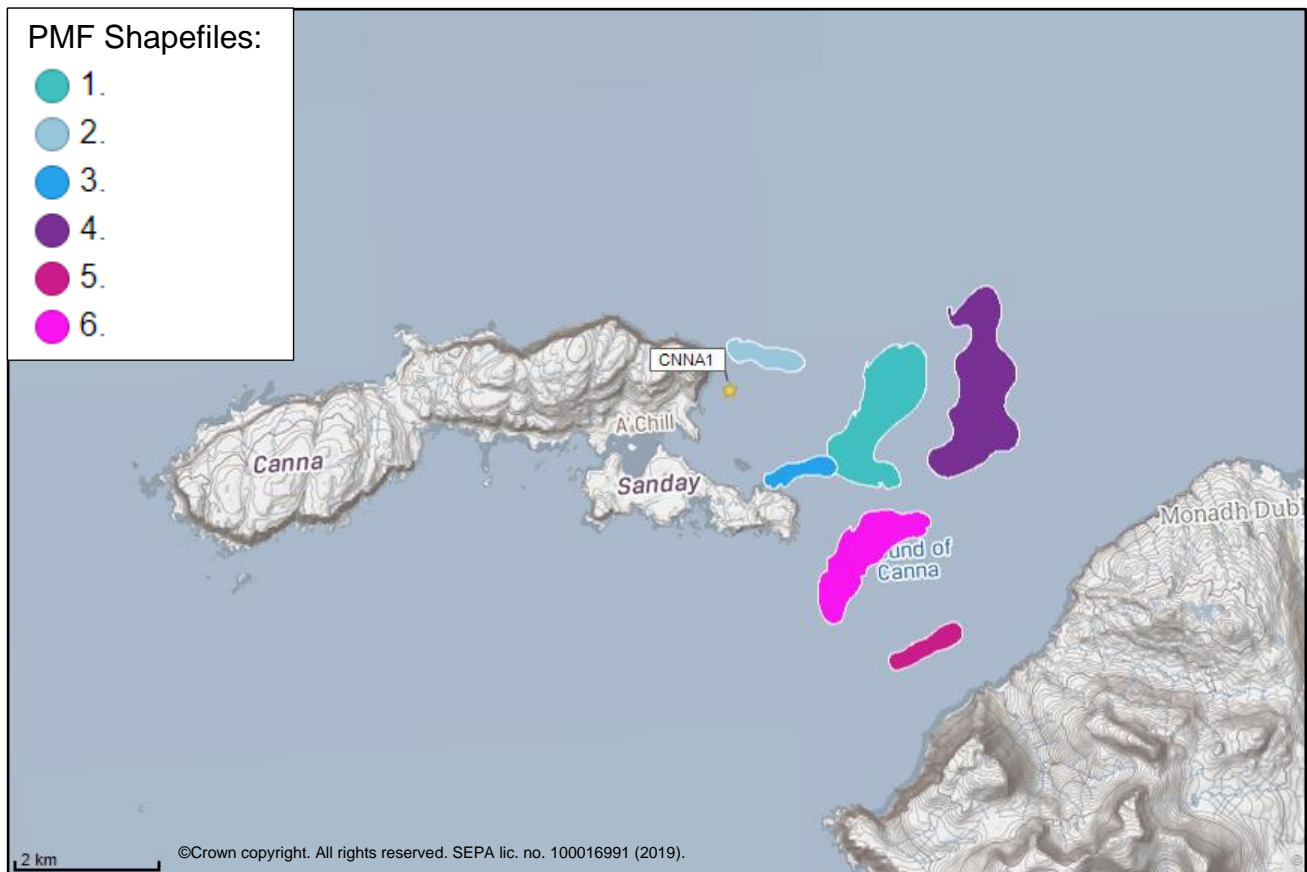 PMF Shapefiles:
1.
2.
3.
4.
5.
6.
CNNA1
A' Chill
Canna
Sanday
Monadh Dubh
und of
Canna
2 km
©Crown copyright. All rights reserved. SEPA lic. no. 100016991 (2019).
©